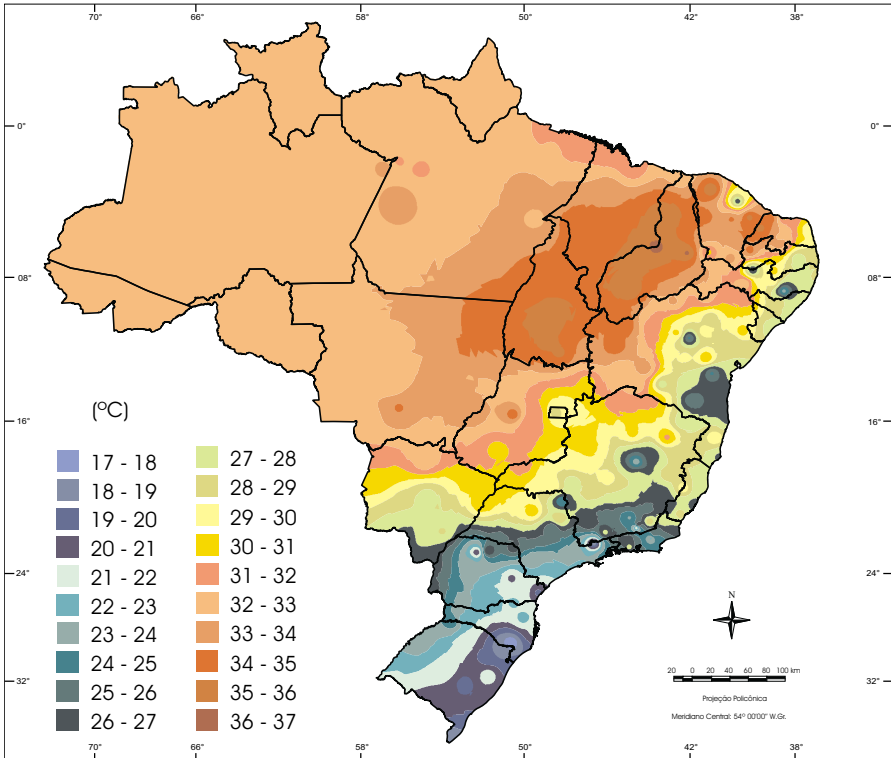 70° 66° 58° 50° 42° 38°
0° 0°
08° 08°
16° 16°
24° 24°
32° 32°
(°C)
17 - 18
18 - 19
19 - 20
20 - 21
21 - 22
22 - 23
23 - 24
24 - 25
25 - 26
26 - 27
27 - 28
28 - 29
29 - 30
30 - 31
31 - 32
32 - 33
33 - 34
34 - 35
35 - 36
36 - 37
N
20 0 20 40 60 80 100 km
Projeção Policônica
Meridiano Central: 54° 00'00" W.Gr.
70° 66° 58° 50° 42° 38°